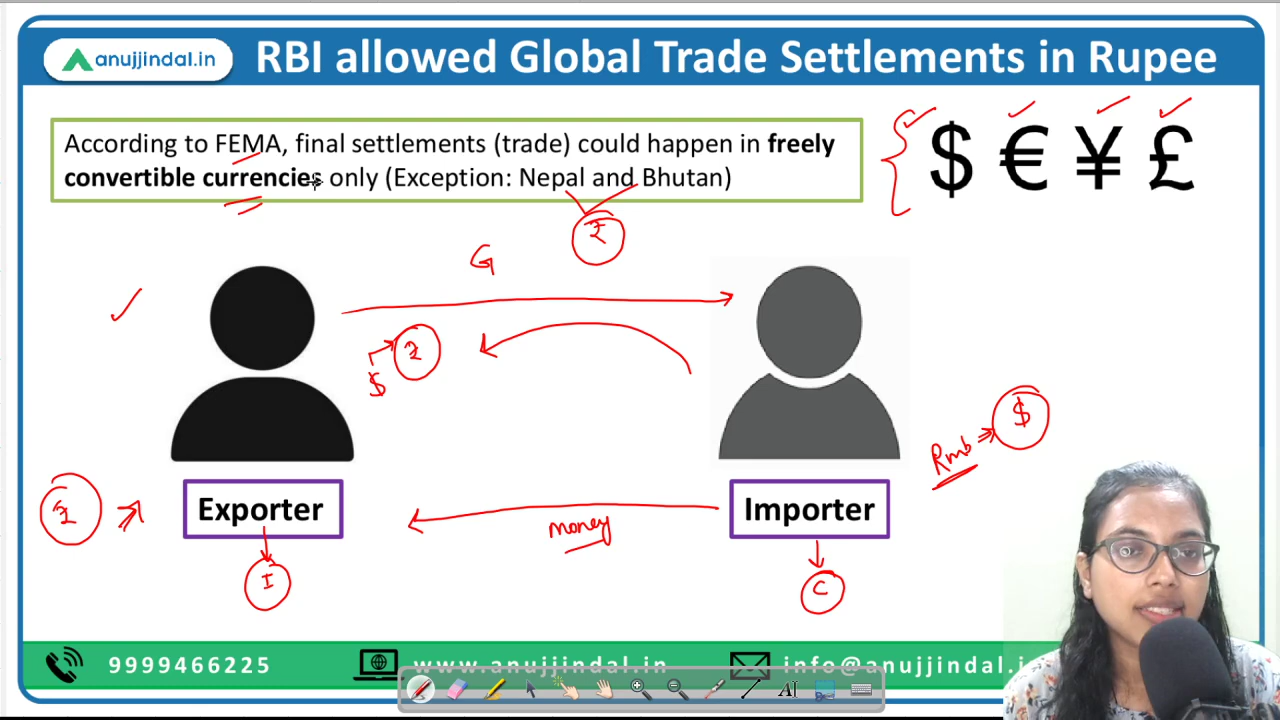 anujjindal.in
RBI allowed Global Trade Settlements in Rupee
According to FEMA, final settlements (trade) could happen in freely
convertible currencies only (Exception: Nepal and Bhutan)
$ € ¥ £
₹
G
$ ₹
$
Rmb
₹
Exporter
money
Importer
I
C
9999466225
www.anujjindal.in
info@anujjindal.i
AI